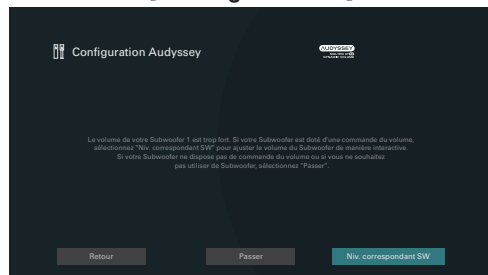 Configuration Audyssey
AUDYSSEY
Le volume de votre Subwoofer 1 est trop fort. Si votre Subwoofer est doté d'une commande du volume,
sélectionnez "Niv. correspondant SW" pour ajuster le volume du Subwoofer de manière interactive.
Si votre Subwoofer ne dispose pas de commande du volume ou si vous ne souhaitez
pas utiliser de Subwoofer, sélectionnez "Passer".
Retour
Passer
Niv. correspondant SW